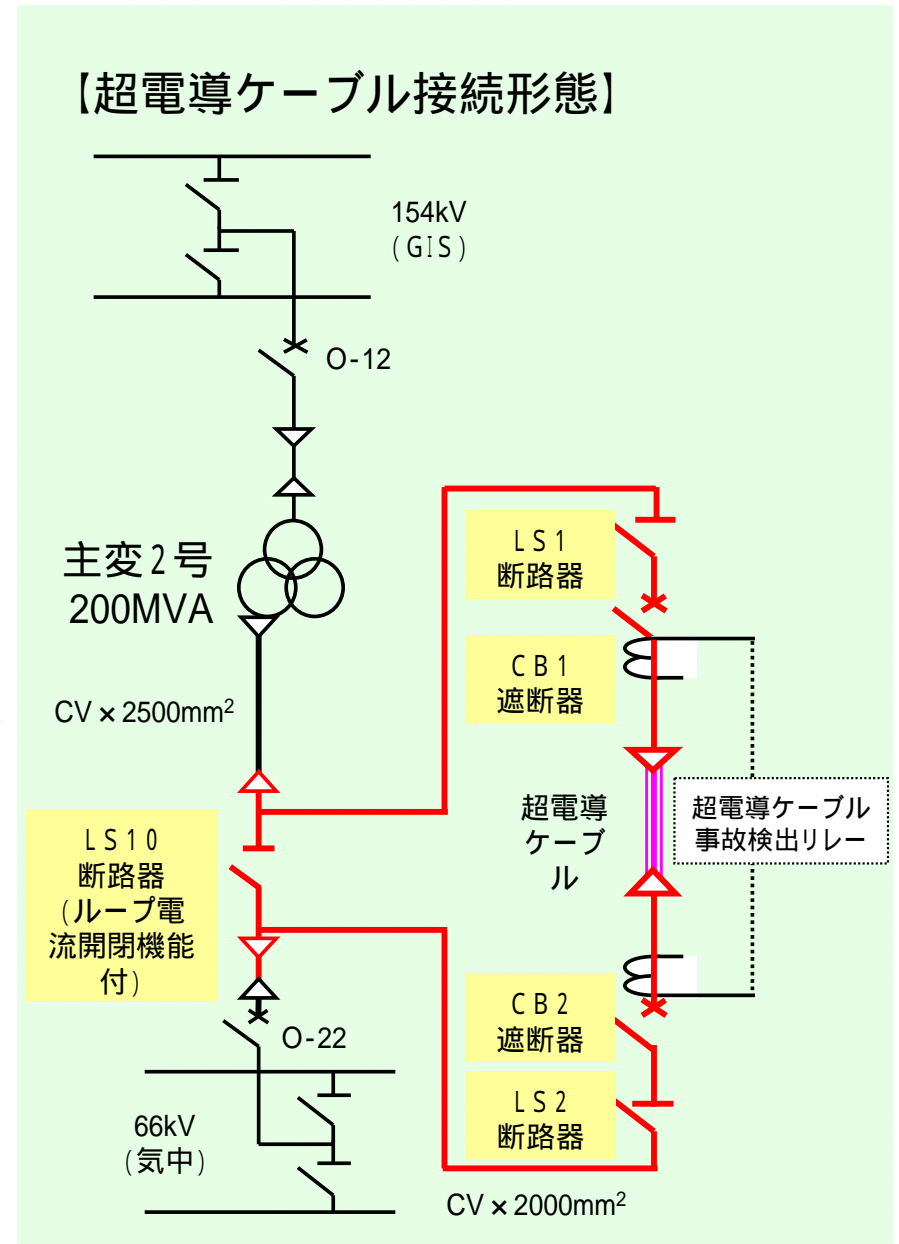 【超電導ケーブル接続形態】
154kV
(GIS)
O-12
主変2号
200MVA
CV×2500mm²
LS10
断路器
(ループ電
流開閉機能
付)
O-22
66kV
(気中)
LS1
断路器
CB1
遮断器
超電導
ケーブ
ル
超電導ケーブル
事故検出リレー
CB2
遮断器
LS2
断路器
CV×2000mm²